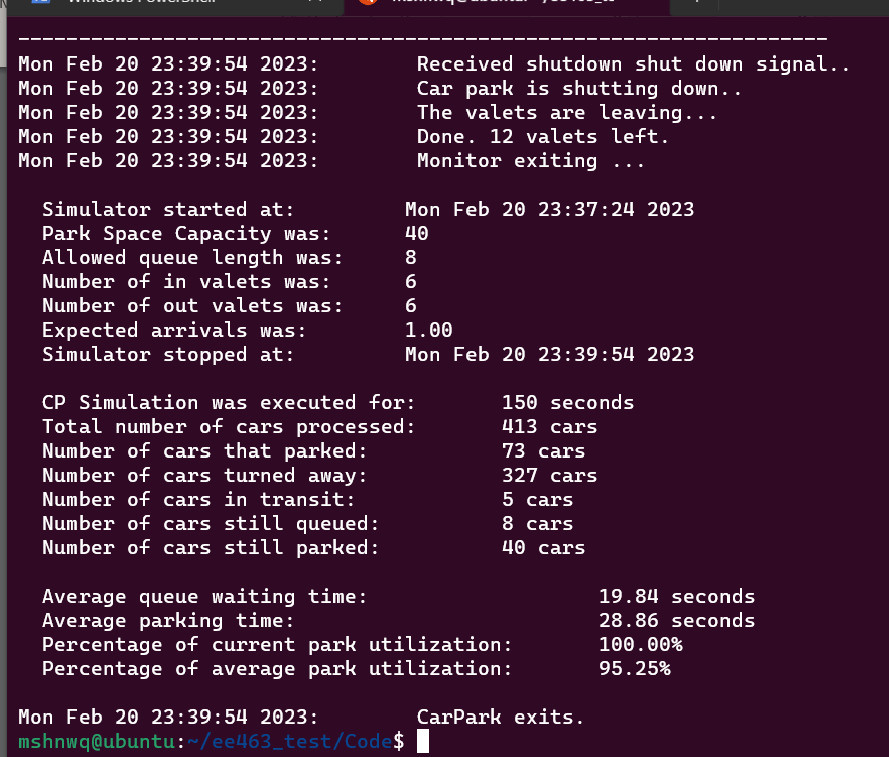 Windows PowerShell
-------------------------------------------------------------------
Mon Feb 20 23:39:54 2023: Received shutdown shut down signal..
Mon Feb 20 23:39:54 2023: Car park is shutting down..
Mon Feb 20 23:39:54 2023: The valets are leaving...
Mon Feb 20 23:39:54 2023: Done. 12 valets left.
Mon Feb 20 23:39:54 2023: Monitor exiting ...
Simulator started at: Mon Feb 20 23:37:24 2023
Park Space Capacity was: 40
Allowed queue length was: 8
Number of in valets was: 6
Number of out valets was: 6
Expected arrivals was: 1.00
Simulator stopped at: Mon Feb 20 23:39:54 2023
CP Simulation was executed for: 150 seconds
Total number of cars processed: 413 cars
Number of cars that parked: 73 cars
Number of cars turned away: 327 cars
Number of cars in transit: 5 cars
Number of cars still queued: 8 cars
Number of cars still parked: 40 cars
Average queue waiting time: 19.84 seconds
Average parking time: 28.86 seconds
Percentage of current park utilization: 100.00%
Percentage of average park utilization: 95.25%
Mon Feb 20 23:39:54 2023: CarPark exits.
mshnwq@ubuntu:~/ee463_test/Code$